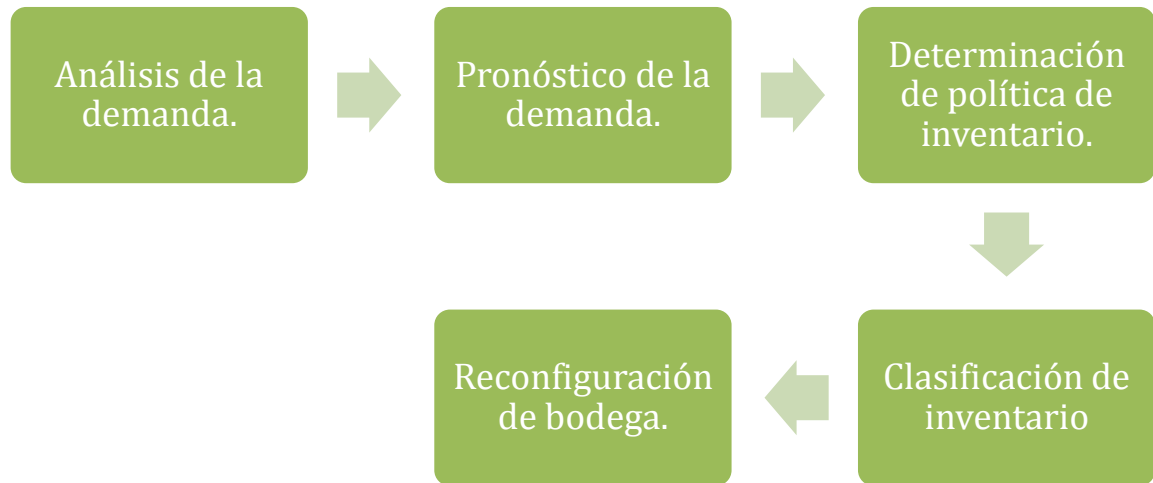 Análisis de la
demanda.
Pronóstico de la
demanda.
Determinación
de política de
inventario.
Clasificación de
inventario
Reconfiguración
de bodega.